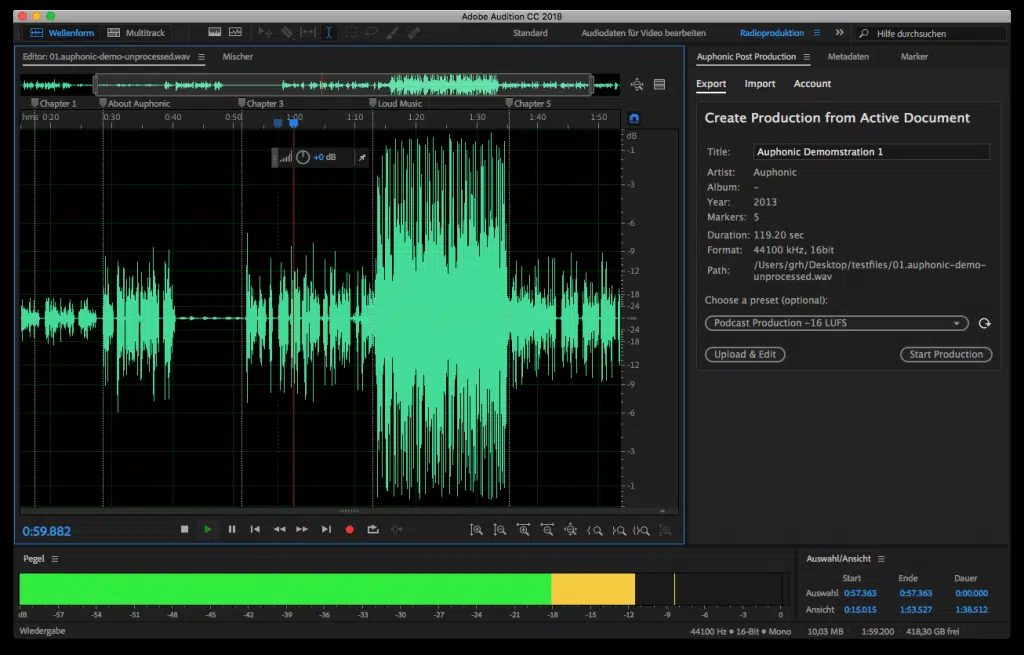 Adobe Audition CC 2018
Wellenform Multitrack Standard Audiodaten für Video bearbeiten Radioproduktion Hilfe durchsuchen
Editor: 01.auphonic-demo-unprocessed.wav Mischer
Chapter 1 About Auphonic Chapter 3 Loud Music Chapter 5
hms 0:20 0:30 0:40 0:50 1:00 1:10 1:20 1:30 1:40 1:50
+0 dB
dB
-1
-3
-6
-9
-12
-18
-24
-∞
-24
-18
-12
-9
-6
-3
-1
0:59.882
Auphonic Post Production Metadaten Marker
Export Import Account
Create Production from Active Document
Title: Auphonic Demomstration 1
Artist: Auphonic
Album: –
Year: 2013
Markers: 5
Duration: 119.20 sec
Format: 44100 kHz, 16bit
Path: /Users/grh/Desktop/testfiles/01.auphonic-demo-
unprocessed.wav
Choose a preset (optional):
Podcast Production -16 LUFS
Upload & Edit Start Production
Pegel
dB -57 -54 -51 -48 -45 -42 -39 -36 -33 -30 -27 -24 -21 -18 -15 -12 -9 -6 -3 0
Auswahl/Ansicht
Start Ende Dauer
Auswahl 0:57.363 0:57.363 0:00.000
Ansicht 0:15.015 1:53.527 1:38.512
Wiedergabe 44100 Hz • 16-Bit • Mono 10,03 MB 1:59.200 418,30 GB frei